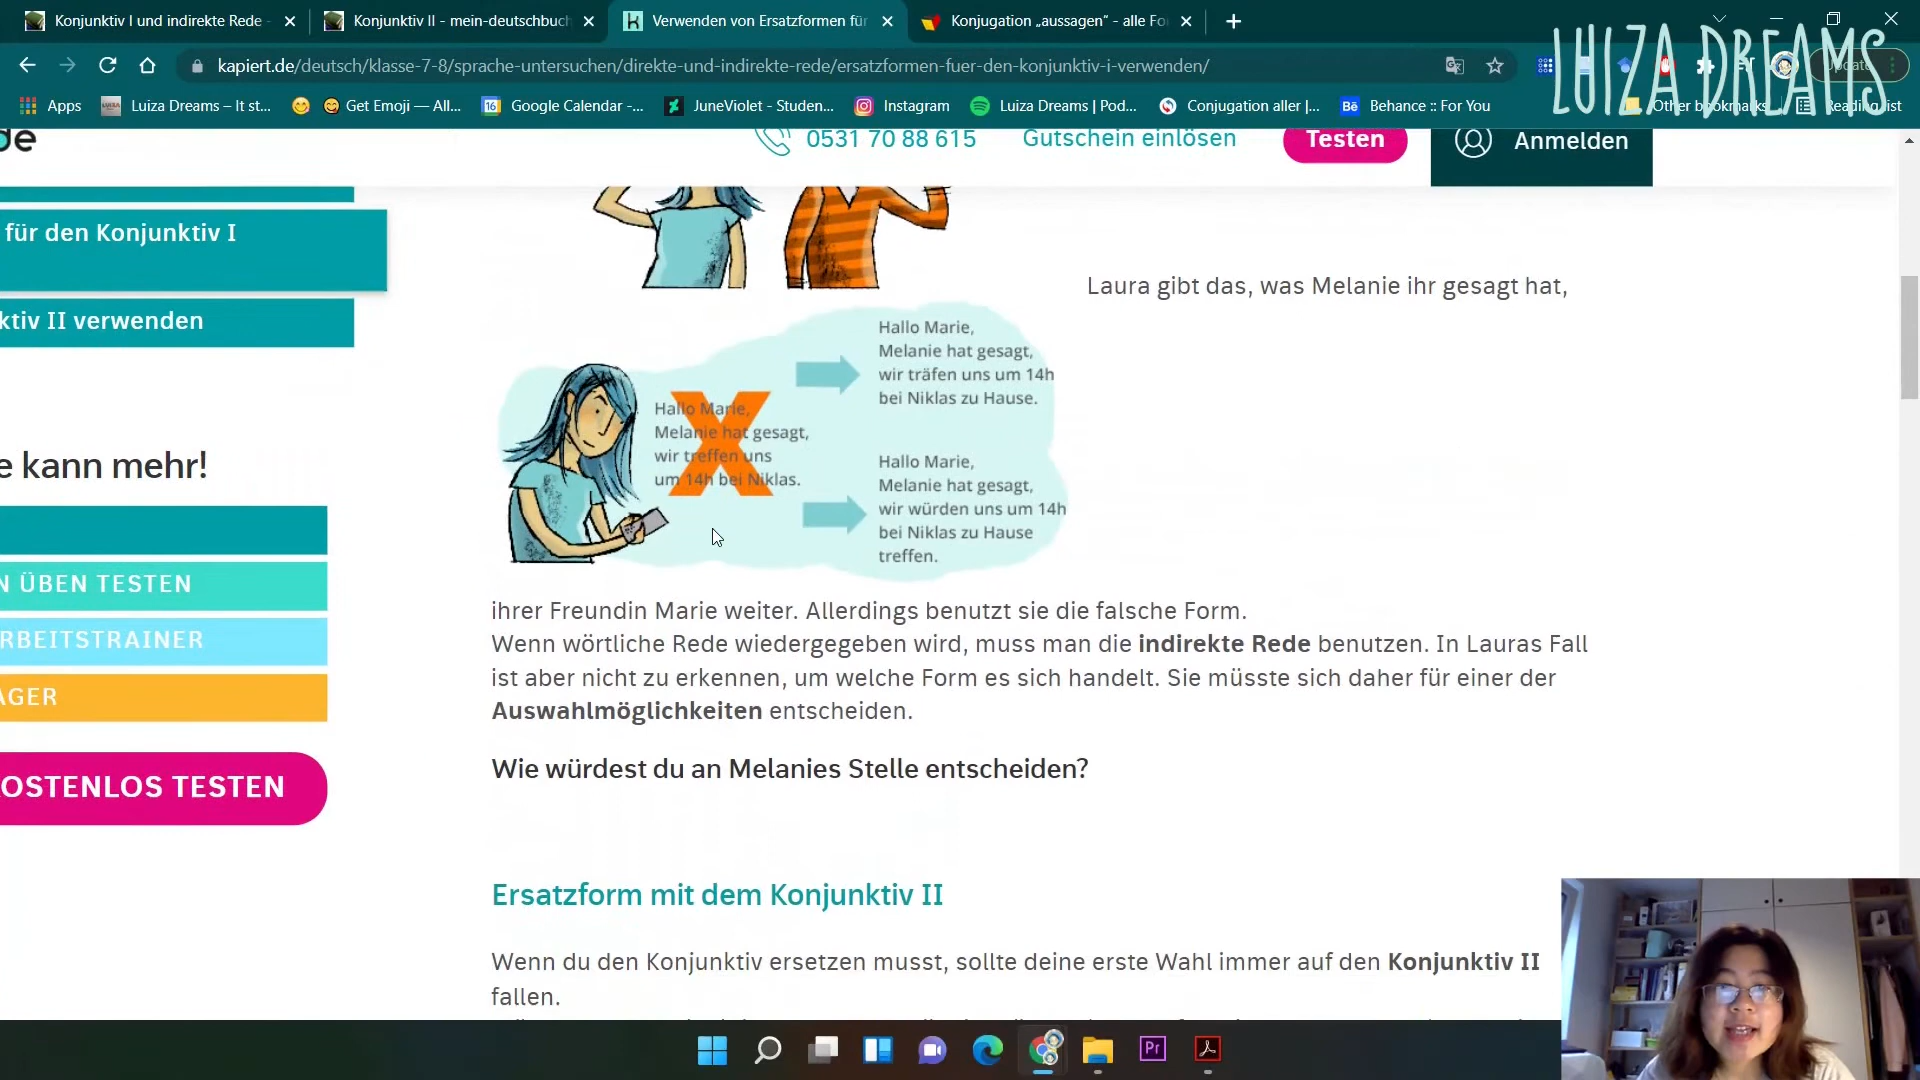 Konjunktiv I und indirekte Rede -
Konjunktiv II - mein-deutschbuch
Verwenden von Ersatzformen für
Konjugation „aussagen“ - alle Fo
LUIZA DREAMS
kapiert.de/deutsch/klasse-7-8/sprache-untersuchen/direkte-und-indirekte-rede/ersatzformen-fuer-den-konjunktiv-i-verwenden/
Update
Apps
Luiza Dreams – It st...
Get Emoji — All...
Google Calendar -...
JuneViolet - Studen...
Instagram
Luiza Dreams | Pod...
Conjugation aller |...
Behance :: For You
Other bookmarks
Reading list
de
0531 70 88 615
Gutschein einlösen
Testen
Anmelden
für den Konjunktiv I
ktiv II verwenden
e kann mehr!
N ÜBEN TESTEN
RBEITSTRAINER
AGER
OSTENLOS TESTEN
Laura gibt das, was Melanie ihr gesagt hat,
Hallo Marie,
Melanie hat gesagt,
wir treffen uns
um 14h bei Niklas.
Hallo Marie,
Melanie hat gesagt,
wir träfen uns um 14h
bei Niklas zu Hause.
Hallo Marie,
Melanie hat gesagt,
wir würden uns um 14h
bei Niklas zu Hause
treffen.
ihrer Freundin Marie weiter. Allerdings benutzt sie die falsche Form.
Wenn wörtliche Rede wiedergegeben wird, muss man die indirekte Rede benutzen. In Lauras Fall
ist aber nicht zu erkennen, um welche Form es sich handelt. Sie müsste sich daher für einer der
Auswahlmöglichkeiten entscheiden.
Wie würdest du an Melanies Stelle entscheiden?
Ersatzform mit dem Konjunktiv II
Wenn du den Konjunktiv ersetzen musst, sollte deine erste Wahl immer auf den Konjunktiv II
fallen.